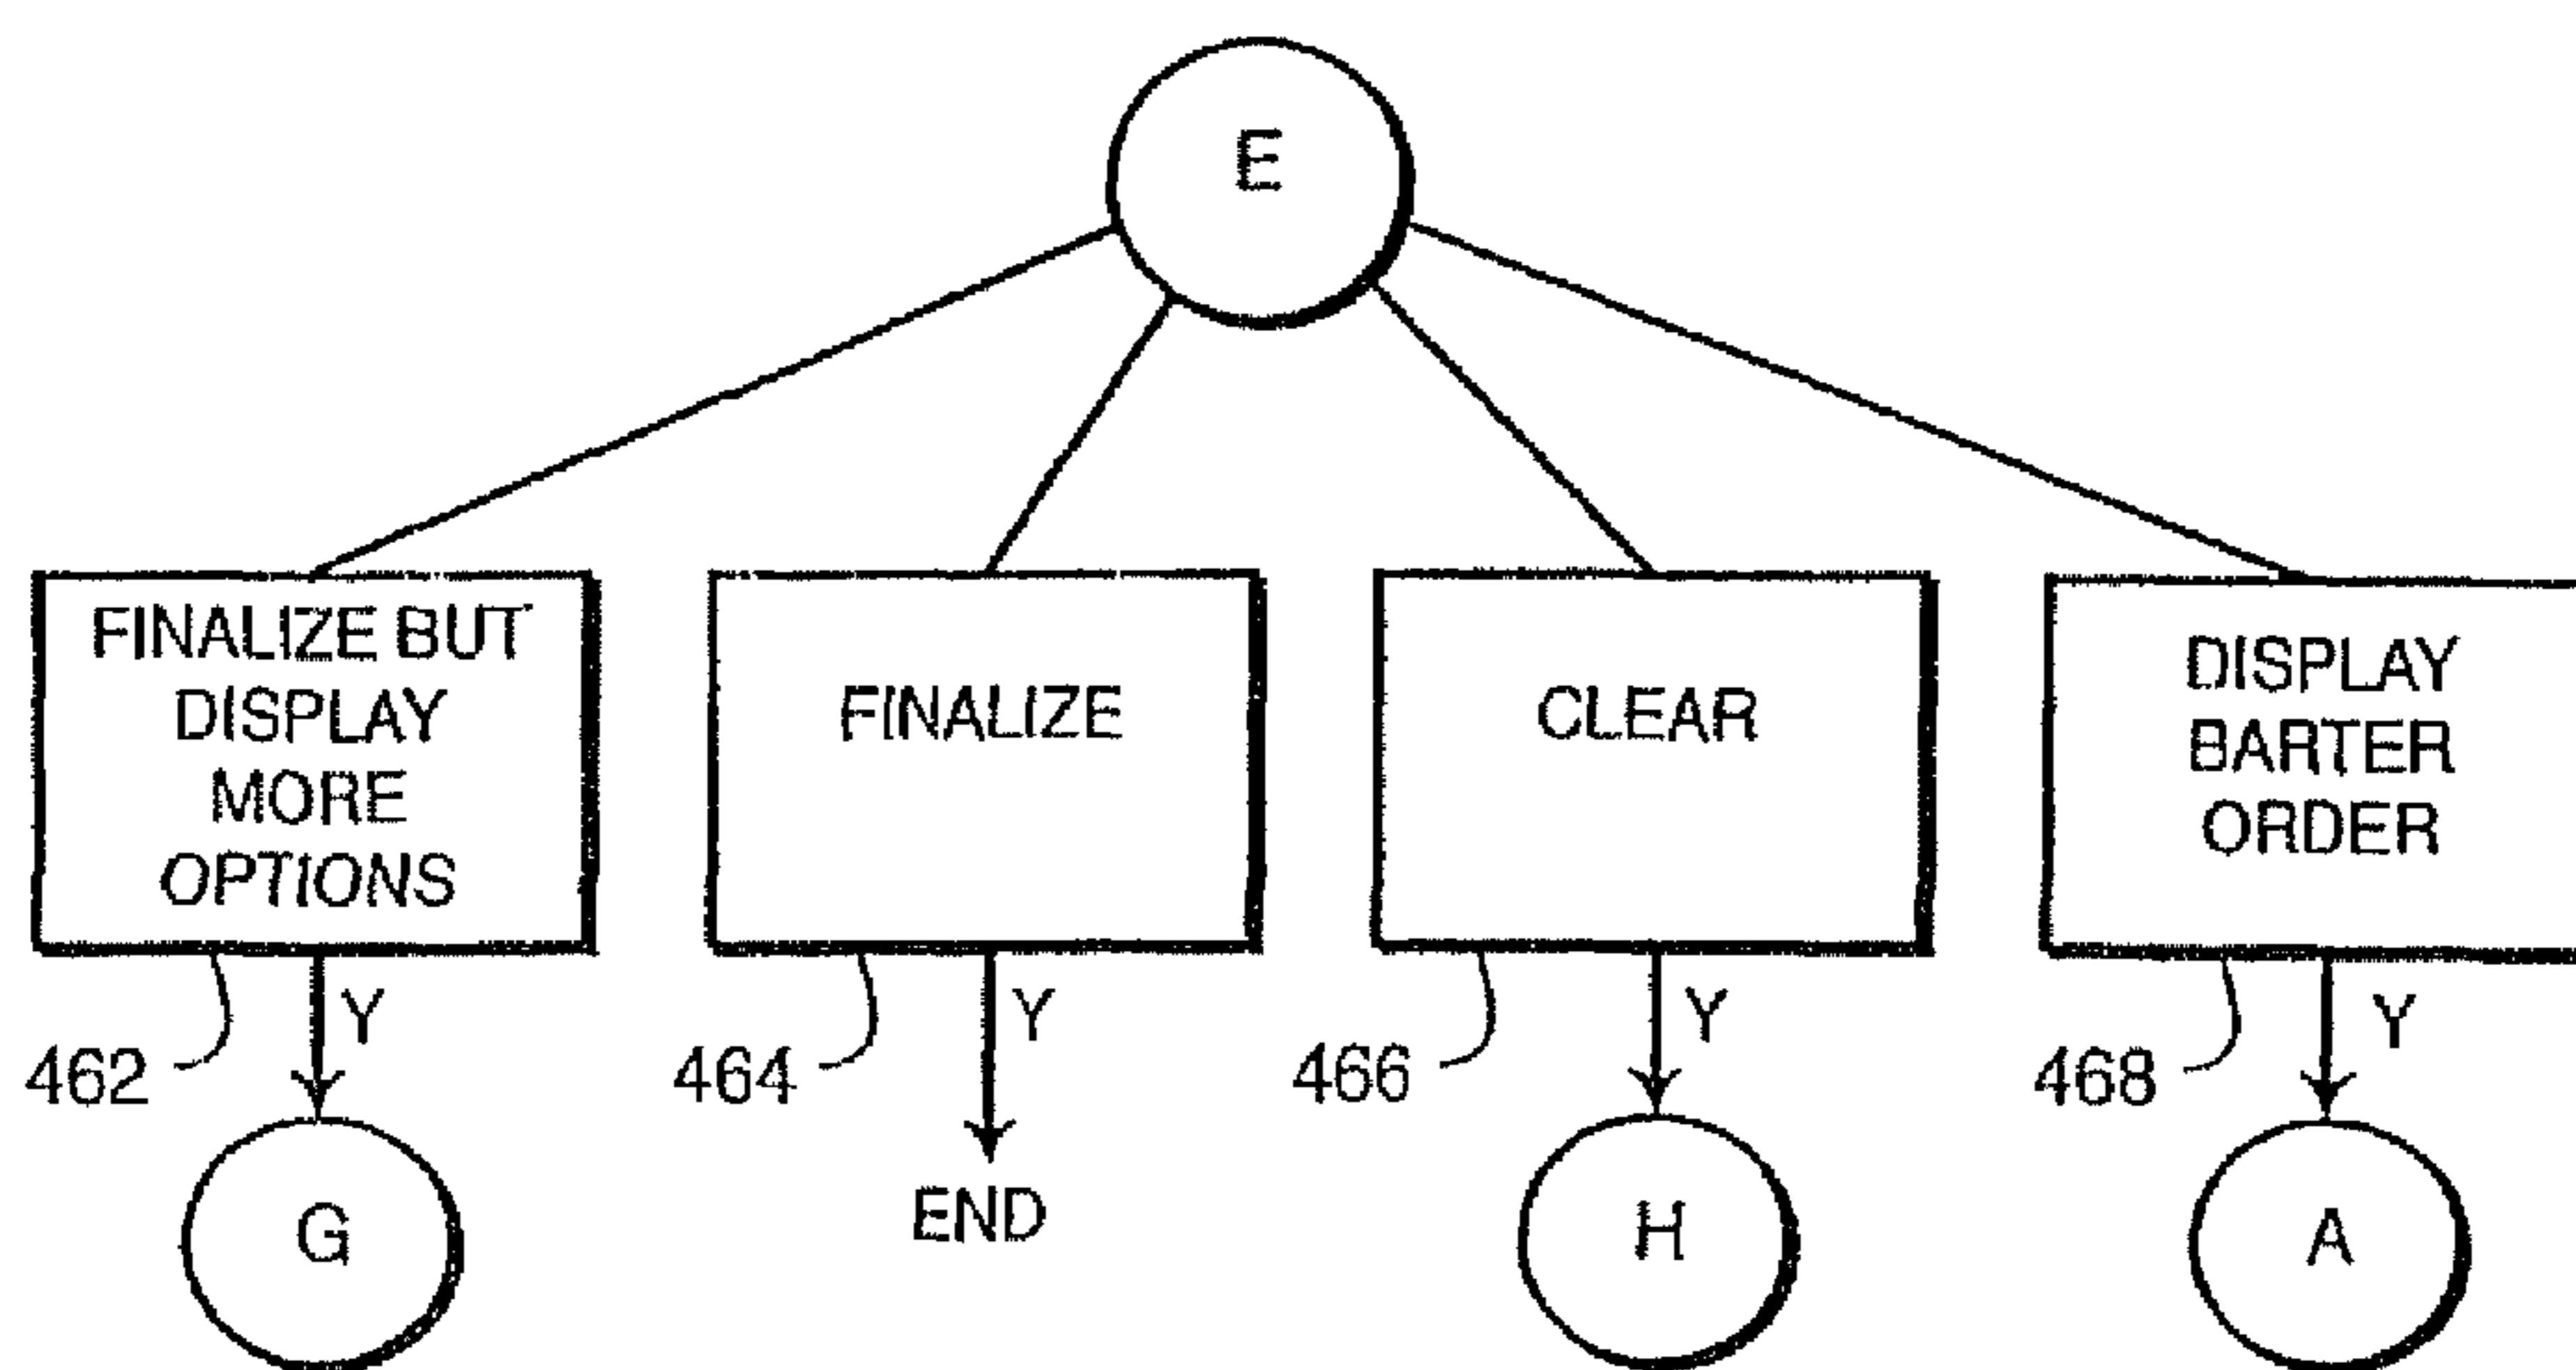 E
FINALIZE BUT
DISPLAY
MORE
OPTIONS
FINALIZE
CLEAR
DISPLAY
BARTER
ORDER
462
Y
464
Y
466
Y
468
Y
G
END
H
A